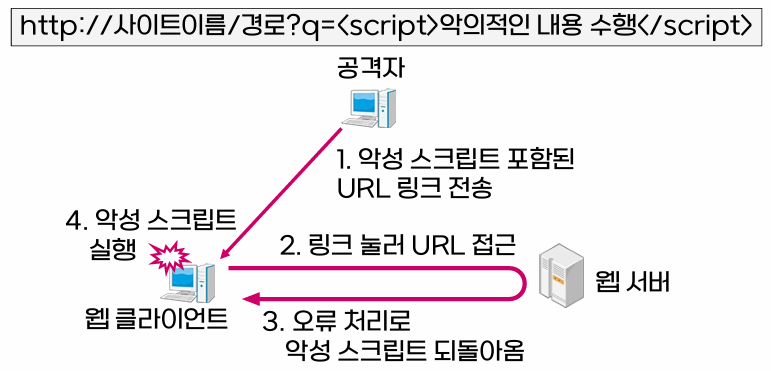 http://사이트이름/경로?q=<script>악의적인 내용 수행</script>
공격자
1. 악성 스크립트 포함된
URL 링크 전송
4. 악성 스크립트
실행
2. 링크 눌러 URL 접근
웹 서버
웹 클라이언트
3. 오류 처리로
악성 스크립트 되돌아옴